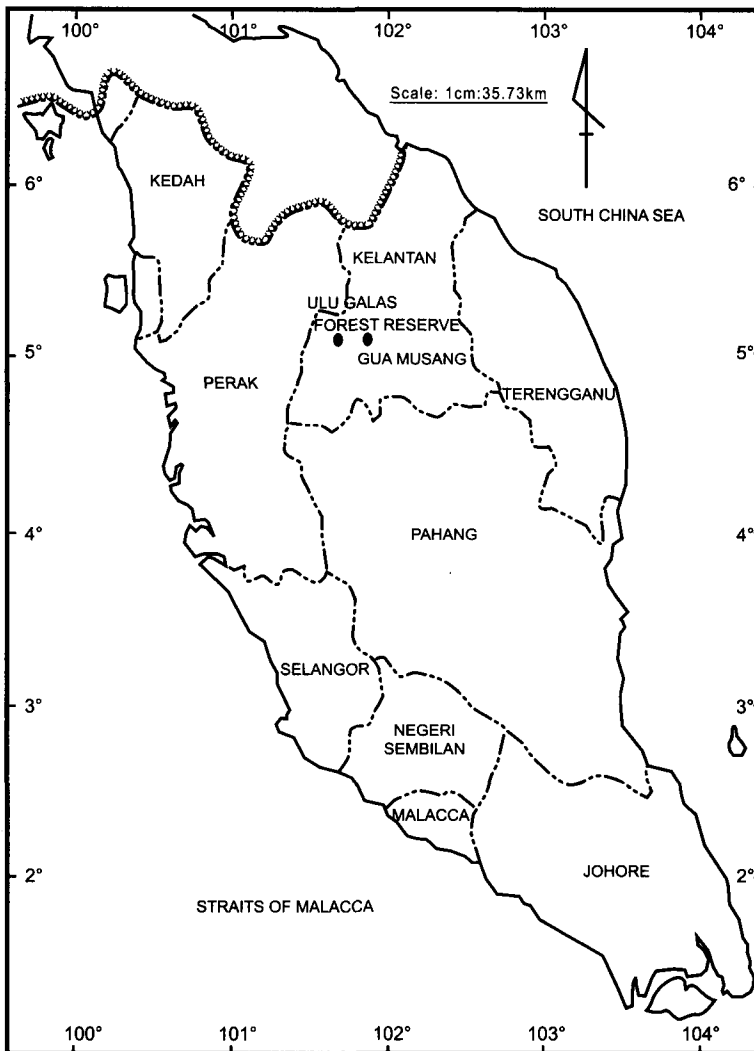 100° 101° 102° 103° 104°
Scale: 1cm:35.73km
KEDAH
6° 6°
SOUTH CHINA SEA
KELANTAN
ULU GALAS
FOREST RESERVE
5° 5°
GUA MUSANG
PERAK
TERENGGANU
4° PAHANG 4°
SELANGOR
3° 3°
NEGERI
SEMBILAN
MALACCA
2° JOHORE 2°
STRAITS OF MALACCA
100° 101° 102° 103° 104°